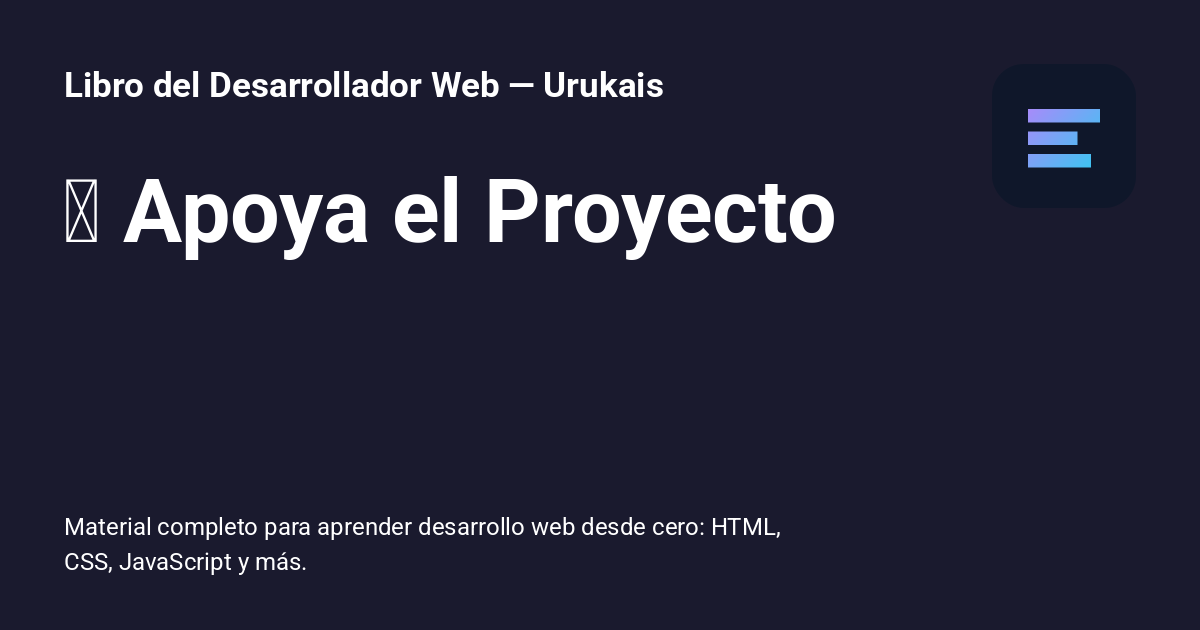 Libro del Desarrollador Web — Urukais
Apoya el Proyecto
Material completo para aprender desarrollo web desde cero: HTML,
CSS, JavaScript y más.